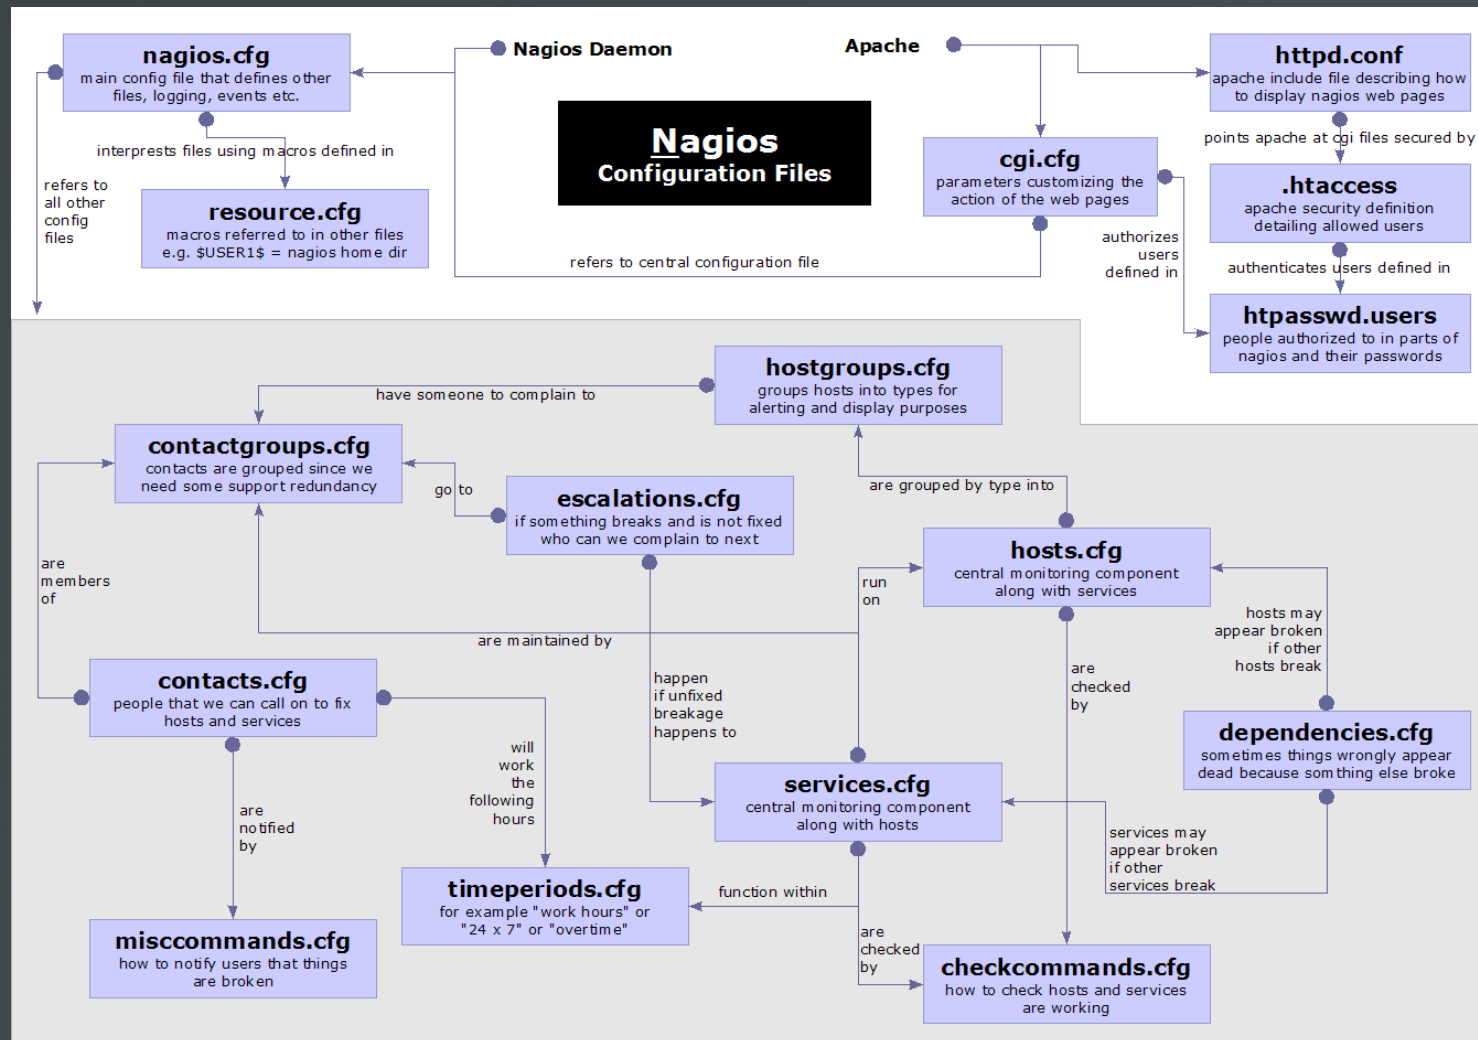 nagios.cfg
main config file that defines other
files, logging, events etc.
Nagios Daemon
Apache
httpd.conf
apache include file describing how
to display nagios web pages
Nagios
Configuration Files
interprests files using macros defined in
refers to
all other
config
files
resource.cfg
macros referred to in other files
e.g. $USER1$ = nagios home dir
cgi.cfg
parameters customizing the
action of the web pages
points apache at cgi files secured by
.htaccess
apache security definition
detailing allowed users
authorizes
users
defined in
refers to central configuration file
authenticates users defined in
htpasswd.users
people authorized to in parts of
nagios and their passwords
hostgroups.cfg
groups hosts into types for
alerting and display purposes
have someone to complain to
contactgroups.cfg
contacts are grouped since we
need some support redundancy
go to
escalations.cfg
if something breaks and is not fixed
who can we complain to next
are grouped by type into
hosts.cfg
central monitoring component
along with services
run
on
are
members
of
are maintained by
hosts may
appear broken
if other
hosts break
contacts.cfg
people that we can call on to fix
hosts and services
happen
if unfixed
breakage
happens to
are
checked
by
dependencies.cfg
sometimes things wrongly appear
dead because somthing else broke
will
work
the
following
hours
services.cfg
central monitoring component
along with hosts
are
notified
by
services may
appear broken
if other
services break
timeperiods.cfg
for example "work hours" or
"24 x 7" or "overtime"
function within
are
checked
by
misccommands.cfg
how to notify users that things
are broken
checkcommands.cfg
how to check hosts and services
are working